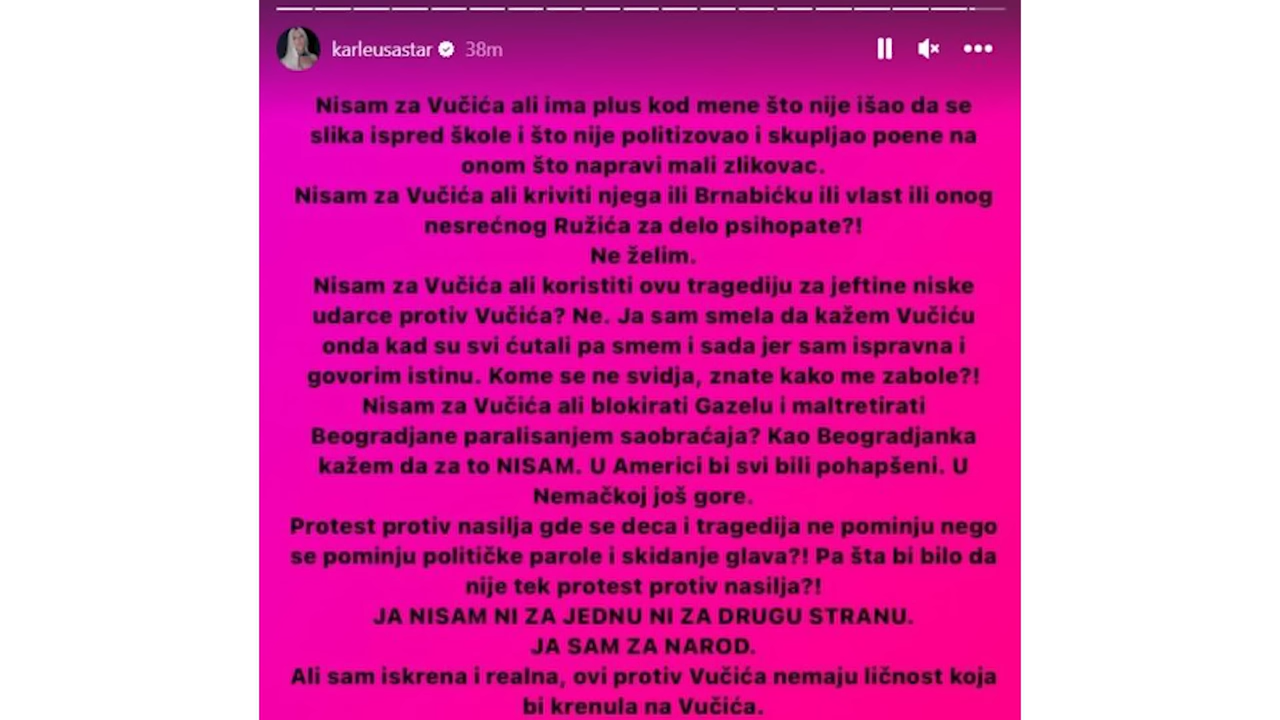 karleusastar 38m
Nisam za Vučića ali ima plus kod mene što nije išao da se
slika ispred škole i što nije politizovao i skupljao poene na
onom što napravi mali zlikovac.
Nisam za Vučića ali kriviti njega ili Brnabićku ili vlast ili onog
nesrećnog Ružića za delo psihopate?!
Ne želim.
Nisam za Vučića ali koristiti ovu tragediju za jeftine niske
udarce protiv Vučića? Ne. Ja sam smela da kažem Vučiću
onda kad su svi ćutali pa smem i sada jer sam ispravna i
govorim istinu. Kome se ne svidja, znate kako me zabole?!
Nisam za Vučića ali blokirati Gazelu i maltretirati
Beogradjane paralisanjem saobraćaja? Kao Beogradjanka
kažem da za to NISAM. U Americi bi svi bili pohapšeni. U
Nemačkoj još gore.
Protest protiv nasilja gde se deca i tragedija ne pominju nego
se pominju političke parole i skidanje glava?! Pa šta bi bilo da
nije tek protest protiv nasilja?!
JA NISAM NI ZA JEDNU NI ZA DRUGU STRANU.
JA SAM ZA NAROD.
Ali sam iskrena i realna, ovi protiv Vučića nemaju ličnost koja
bi krenula na Vučića.